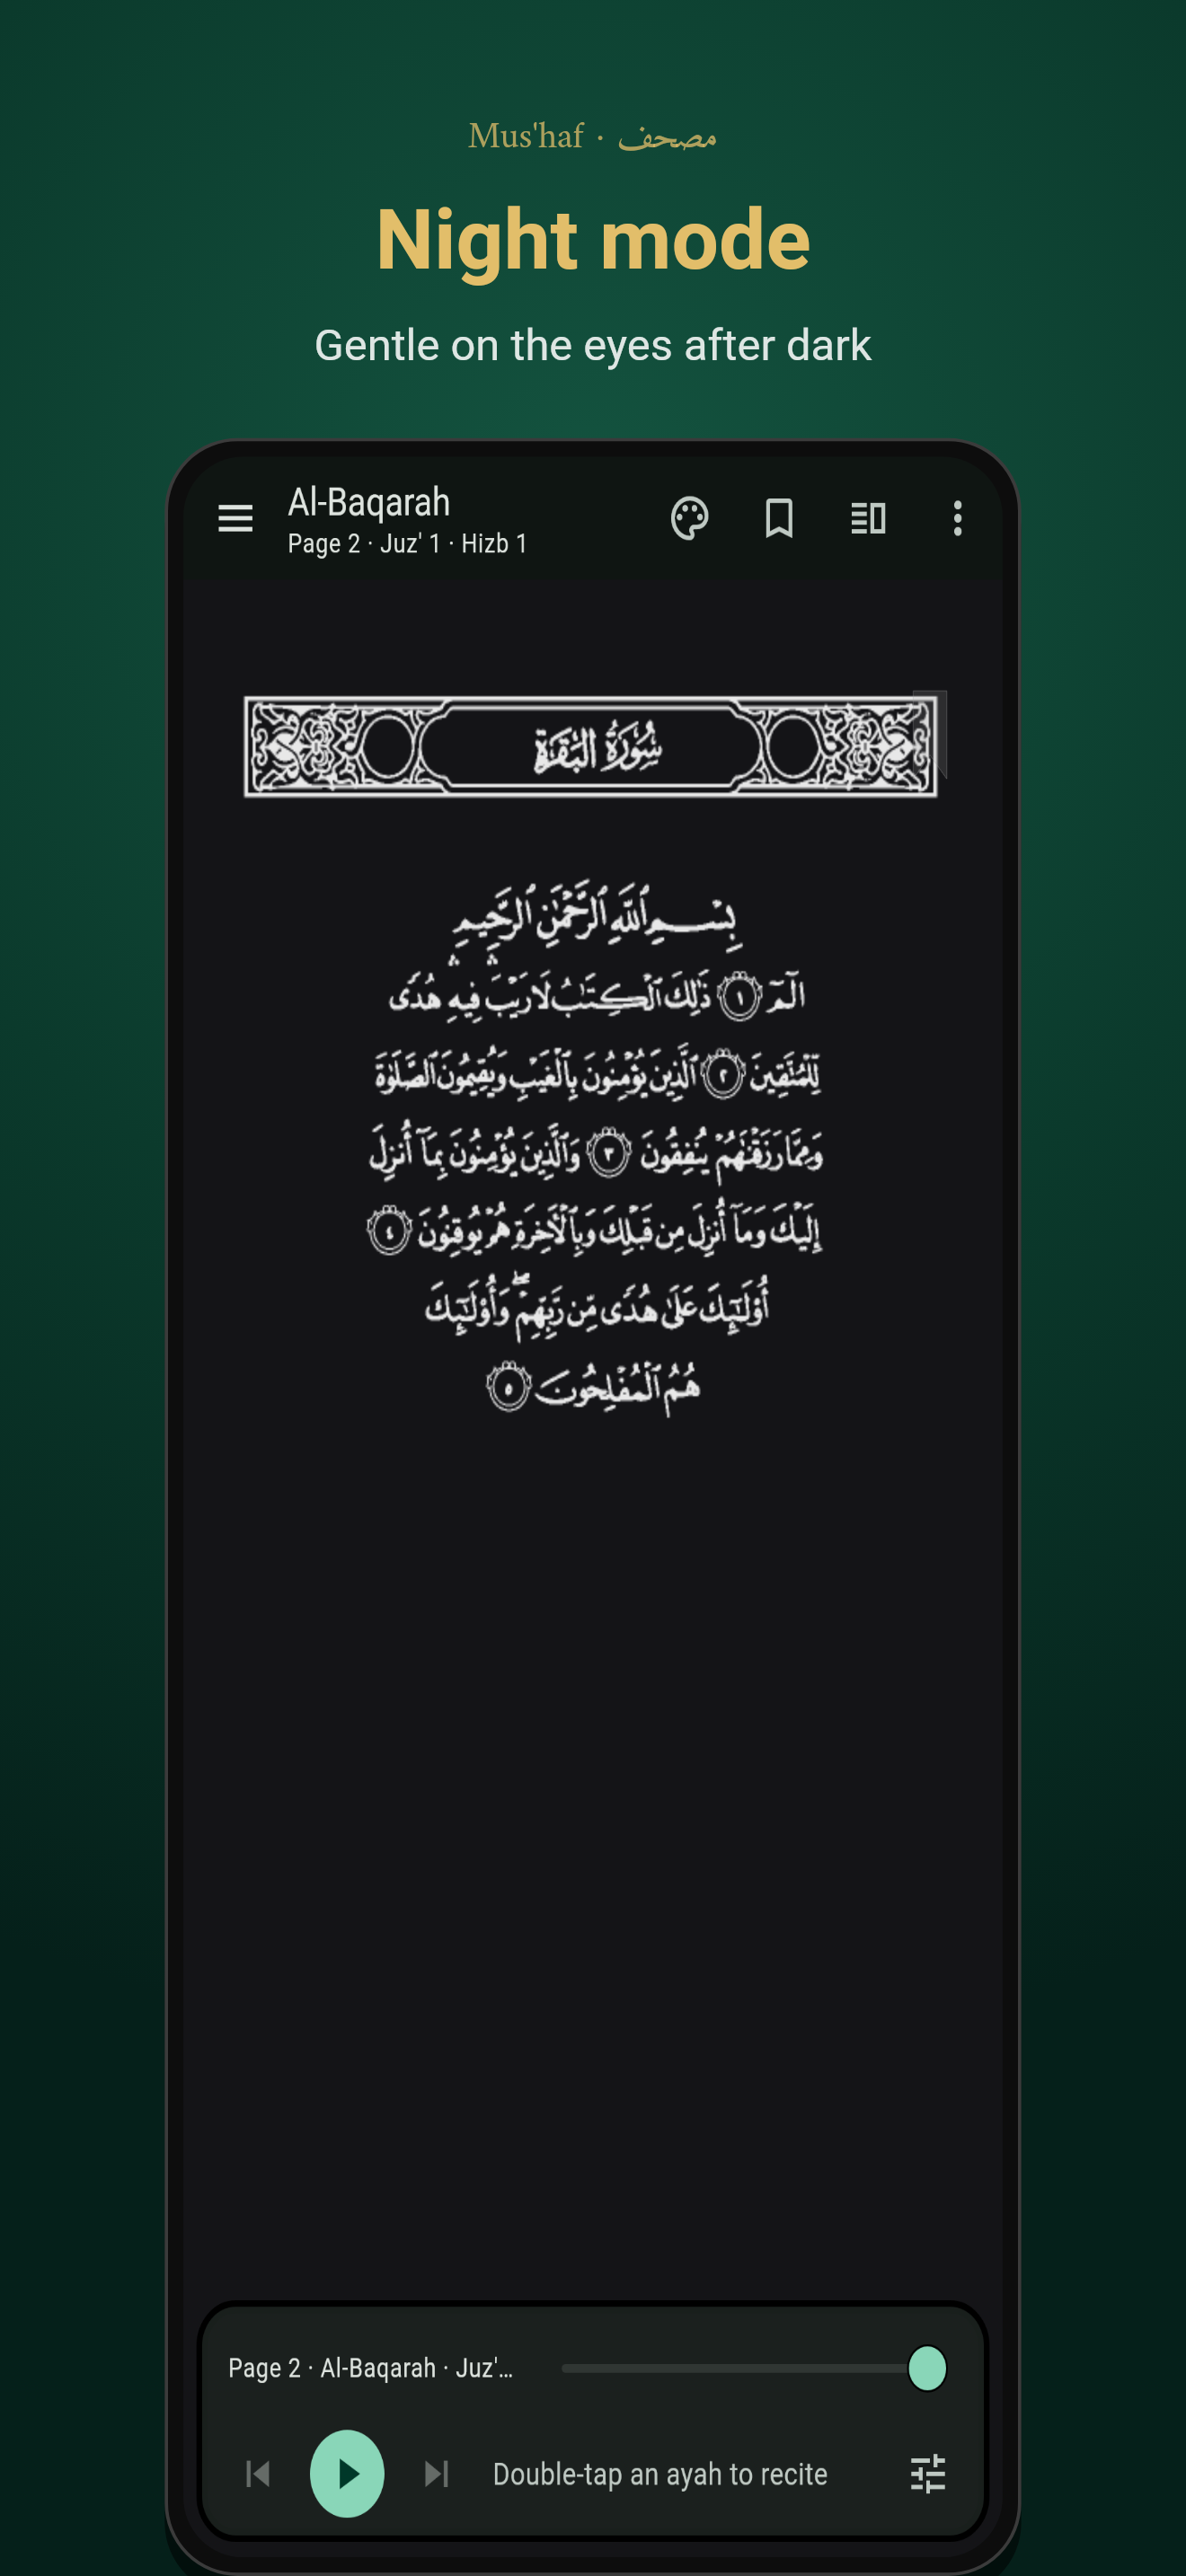 Mus'haf · مصحف
Night mode
Gentle on the eyes after dark
Al-Baqarah
Page 2 · Juz' 1 · Hizb 1
سُورَةُ البَقَرَةِ
بِسْمِ ٱللَّهِ ٱلرَّحْمَٰنِ ٱلرَّحِيمِ
الٓمٓ ١ ذَٰلِكَ ٱلْكِتَٰبُ لَا رَيْبَ ۛ فِيهِ ۛ هُدًى
لِّلْمُتَّقِينَ ٢ ٱلَّذِينَ يُؤْمِنُونَ بِٱلْغَيْبِ وَيُقِيمُونَ ٱلصَّلَوٰةَ
وَمِمَّا رَزَقْنَٰهُمْ يُنفِقُونَ ٣ وَٱلَّذِينَ يُؤْمِنُونَ بِمَآ أُنزِلَ
إِلَيْكَ وَمَآ أُنزِلَ مِن قَبْلِكَ وَبِٱلْأٓخِرَةِ هُمْ يُوقِنُونَ ٤
أُو۟لَٰٓئِكَ عَلَىٰ هُدًى مِّن رَّبِّهِمْ ۖ وَأُو۟لَٰٓئِكَ
هُمُ ٱلْمُفْلِحُونَ ٥
Page 2 · Al-Baqarah · Juz'...
Double-tap an ayah to recite